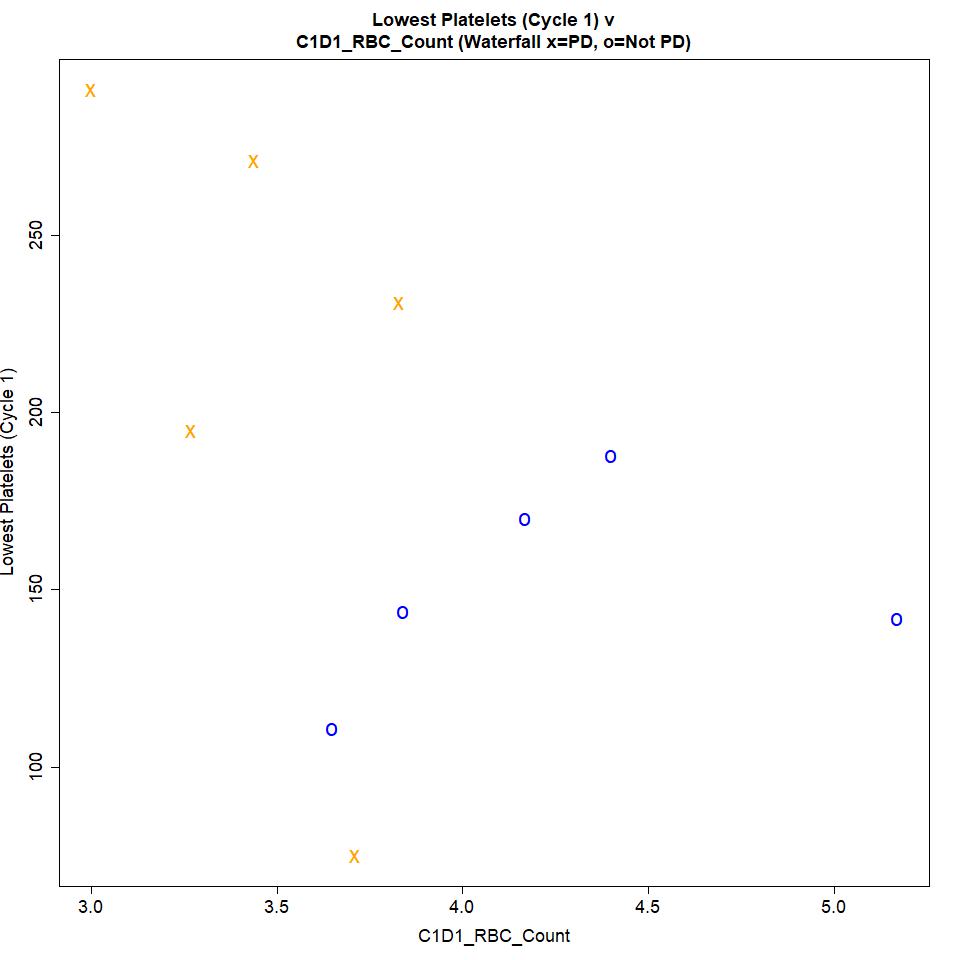 Lowest Platelets (Cycle 1) v
C1D1_RBC_Count (Waterfall x=PD, o=Not PD)
X
X
250
X
200
X
O
Lowest Platelets (Cycle 1)
O
150
O
O
O
100
X
3.0 3.5 4.0 4.5 5.0
C1D1_RBC_Count